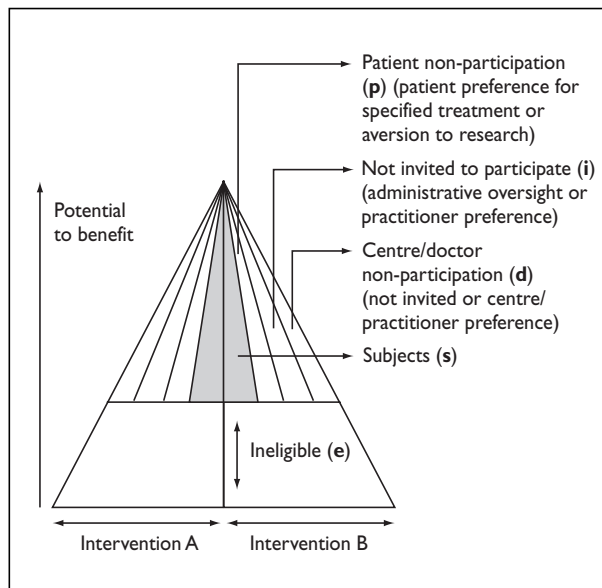 Patient non-participation
(p) (patient preference for
specified treatment or
aversion to research)
Not invited to participate (i)
(administrative oversight or
practitioner preference)
Potential
to benefit
Centre/doctor
non-participation (d)
(not invited or centre/
practitioner preference)
Subjects (s)
Ineligible (e)
Intervention A
Intervention B